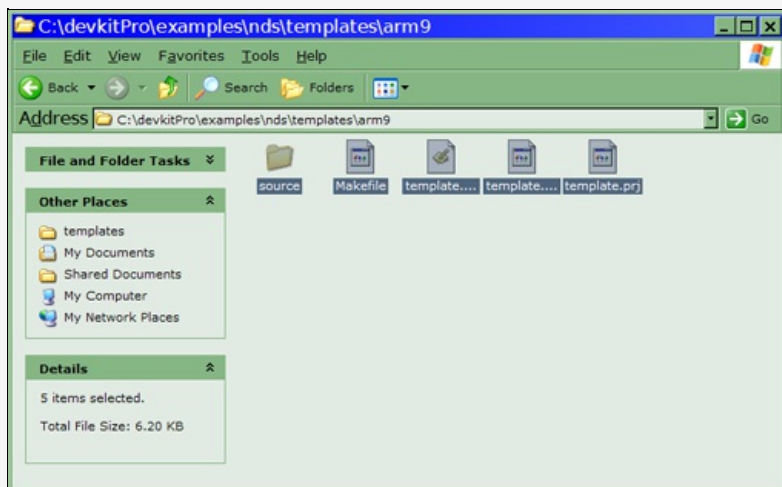 C:\devkitPro\examples\nds\templates\arm9
File Edit View Favorites Tools Help
Back Search Folders
Address C:\devkitPro\examples\nds\templates\arm9 Go
File and Folder Tasks
source Makefile template.... template.... template.prj
Other Places
templates
My Documents
Shared Documents
My Computer
My Network Places
Details
5 items selected.
Total File Size: 6.20 KB